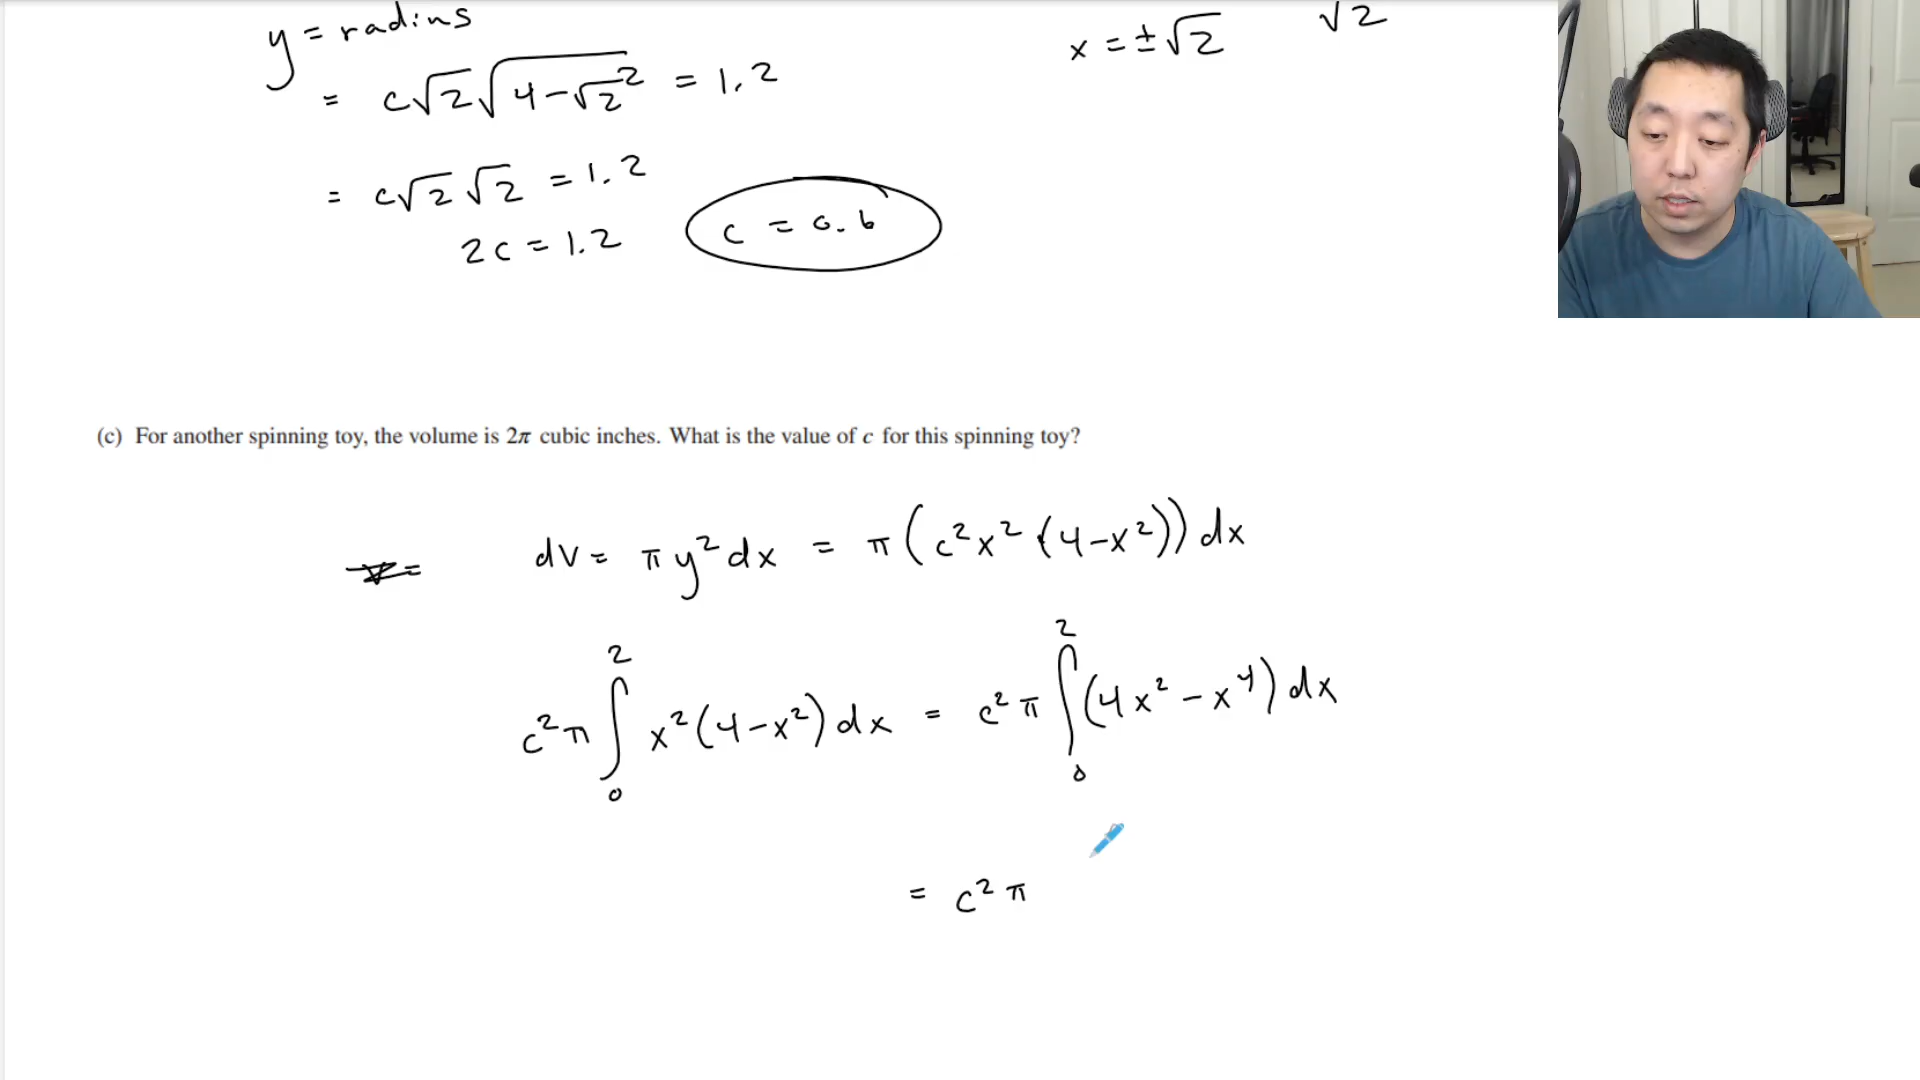 y = radius
= c√2 √(4-√2²) = 1.2
= c√2 √2 = 1.2
2c = 1.2
c = 0.6
x = ±√2
√2
(c) For another spinning toy, the volume is 2π cubic inches. What is the value of c for this spinning toy?
dV = πy²dx = π(c²x²(4-x²))dx
c²π ∫₀² x²(4-x²)dx = c²π ∫₀² (4x²-x⁴)dx
= c²π